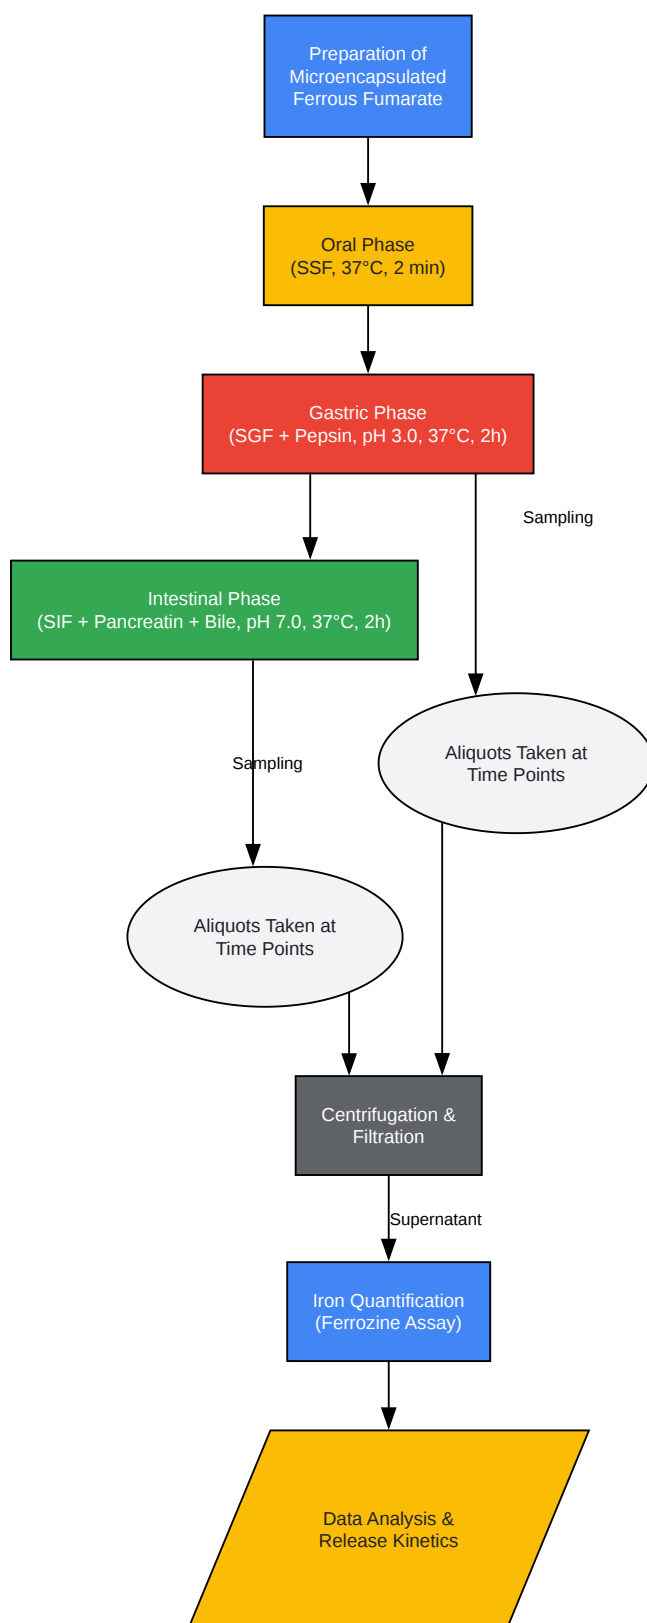 Preparation of
Microencapsulated
Ferrous Fumarate
Oral Phase
(SSF, 37°C, 2 min)
Gastric Phase
(SGF + Pepsin, pH 3.0, 37°C, 2h)
Sampling
Intestinal Phase
(SIF + Pancreatin + Bile, pH 7.0, 37°C, 2h)
Sampling
Aliquots Taken at
Time Points
Aliquots Taken at
Time Points
Centrifugation &
Filtration
Supernatant
Iron Quantification
(Ferrozine Assay)
Data Analysis &
Release Kinetics